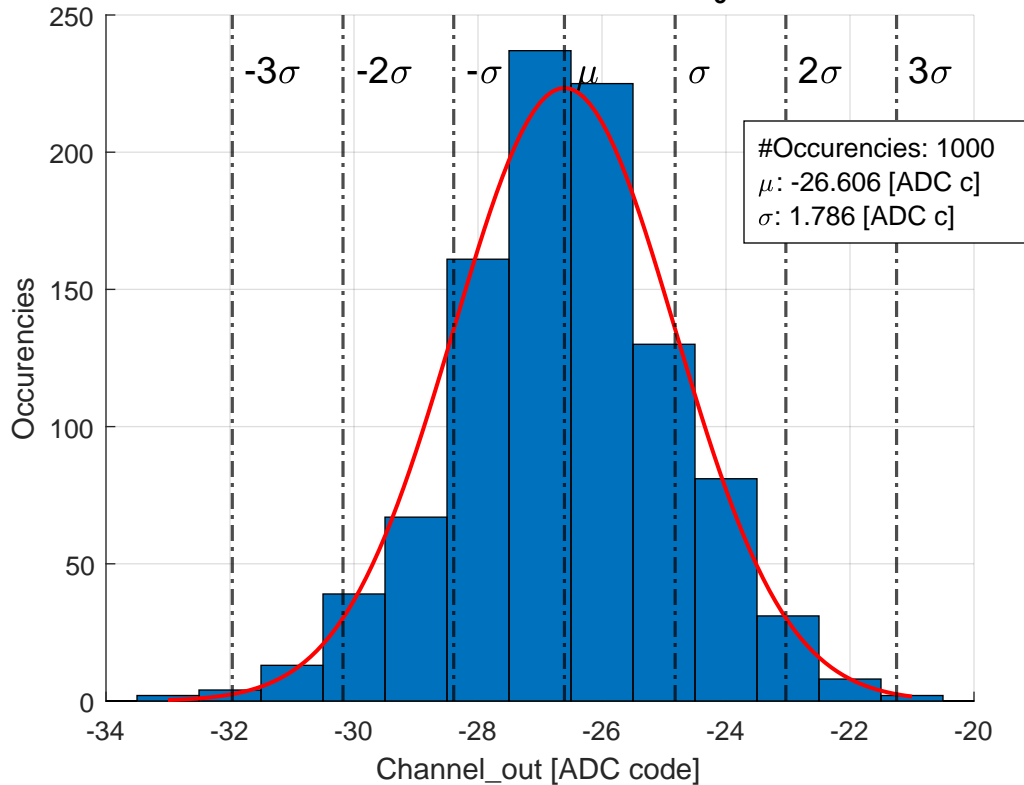 250
200
150
100
50
0
-3σ -2σ -σ μ σ 2σ 3σ
#Occurencies: 1000
μ: -26.606 [ADC c]
σ: 1.786 [ADC c]
Occurencies
-34 -32 -30 -28 -26 -24 -22 -20
Channel_out [ADC code]